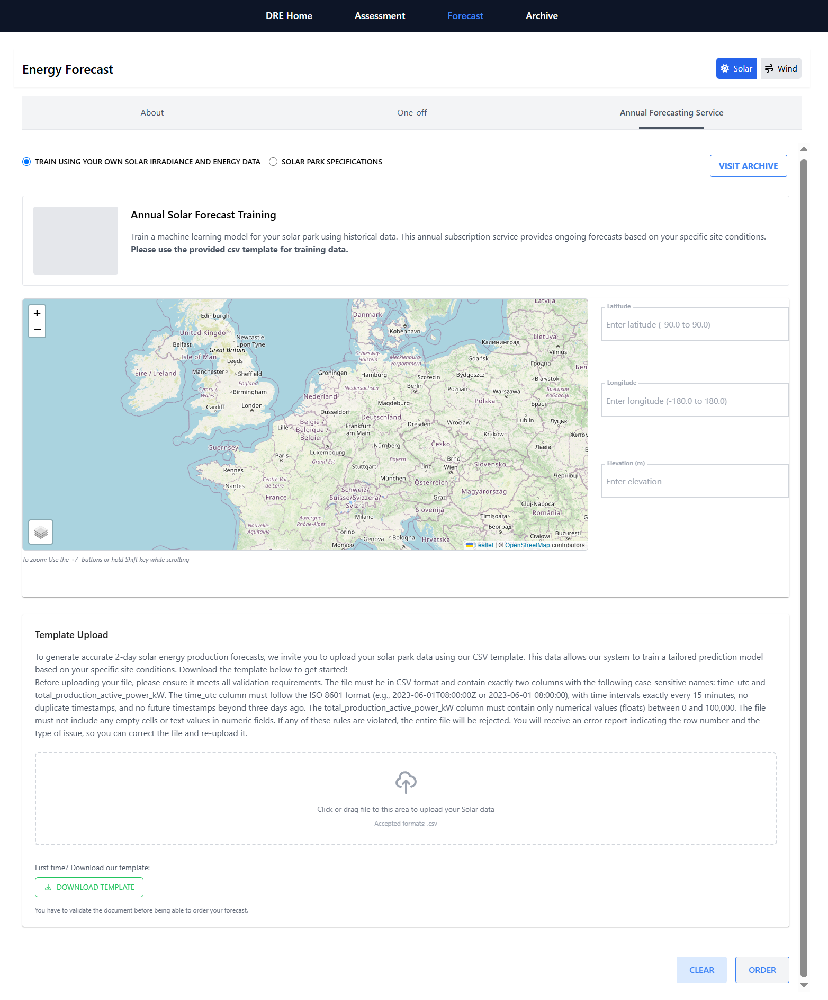 DRE Home
Assessment
Forecast
Archive
Energy Forecast
Solar
Wind
About
One-off
Annual Forecasting Service
TRAIN USING YOUR OWN SOLAR IRRADIANCE AND ENERGY DATA
SOLAR PARK SPECIFICATIONS
VISIT ARCHIVE
Annual Solar Forecast Training
Train a machine learning model for your solar park using historical data. This annual subscription service provides ongoing forecasts based on your specific site conditions.
Please use the provided csv template for training data.
+
−
Latvija
Edinburgh
Danmark
United Kingdom
København
Newcastle
upon Tyne
Lietuva
Belfast
Great Britain
Калининград
Vilnius
Isle of Man
Schleswig-
Holstein
Mecklenburg-
Vorpommern
Leeds
Gdańsk
Гродна
Бел
Éire / Ireland
Manchester
Sheffield
Groningen
Hamburg
Szczecin
Bydgoszcz
Białystok
England
Berlin
Niedersachsen
Poznań
Warszawa
Брэсцкая
вобласць
Cymru /
Wales
Birmingham
Nederland
Polska
Брэст
Cardiff
London
Magdeburg
Düsseldorf
Deutschland
Lublin
Луцьк
Lille
België /
Belgique /
Belgien
Frankfurt
am Main
Dresden
Wrocław
Kraków
Житом
Guernsey
Nürnberg
Česko
Львів
Paris
Luxembourg
Grand Est
Bayern
Brno
Stuttgart
Linz
Wien
Slovensko
Rennes
München
Österreich
Чернівці
Nantes
Centre-Val
de Loire
Schweiz/
Suisse/Svizzera/
Svizra
France
Graz
Magyarország
Cluj-Napoca
Slovenija
România
Milano
Timișoara
Auvergne-
Rhône-Alpes
Nouvelle-
Aquitaine
Torino
Београд
București
Genova
Bologna
Hrvatska
Craiova
Monaco
Leaflet | © OpenStreetMap contributors
Latitude
Enter latitude (-90.0 to 90.0)
Longitude
Enter longitude (-180.0 to 180.0)
Elevation (m)
Enter elevation
To zoom: Use the +/- buttons or hold Shift key while scrolling
Template Upload
To generate accurate 2-day solar energy production forecasts, we invite you to upload your solar park data using our CSV template. This data allows our system to train a tailored prediction model
based on your specific site conditions. Download the template below to get started!
Before uploading your file, please ensure it meets all validation requirements. The file must be in CSV format and contain exactly two columns with the following case-sensitive names: time_utc and
total_production_active_power_kW. The time_utc column must follow the ISO 8601 format (e.g., 2023-06-01T08:00:00Z or 2023-06-01 08:00:00), with time intervals exactly every 15 minutes, no
duplicate timestamps, and no future timestamps beyond three days ago. The total_production_active_power_kW column must contain only numerical values (floats) between 0 and 100,000. The file
must not include any empty cells or text values in numeric fields. If any of these rules are violated, the entire file will be rejected. You will receive an error report indicating the row number and the
type of issue, so you can correct the file and re-upload it.
Click or drag file to this area to upload your Solar data
Accepted formats: .csv
First time? Download our template:
DOWNLOAD TEMPLATE
You have to validate the document before being able to order your forecast.
CLEAR
ORDER